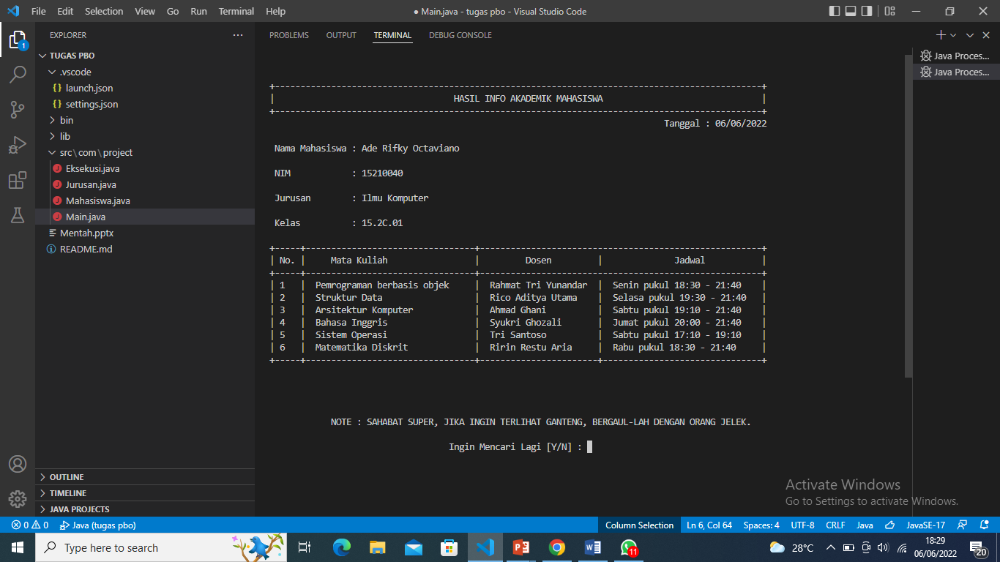 File Edit Selection View Go Run Terminal Help ● Main.java - tugas pbo - Visual Studio Code
EXPLORER ···
1
TUGAS PBO
.vscode
{} launch.json
{} settings.json
bin
lib
src\com\project
J Eksekusi.java
J Jurusan.java
J Mahasiswa.java
J Main.java
Mentah.pptx
README.md
OUTLINE
TIMELINE
JAVA PROJECTS
PROBLEMS OUTPUT TERMINAL DEBUG CONSOLE
Java Proces...
Java Proces...
+-----------------------------------------------------------------------------------------------+
| HASIL INFO AKADEMIK MAHASISWA |
+-----------------------------------------------------------------------------------------------+
Tanggal : 06/06/2022
Nama Mahasiswa : Ade Rifky Octaviano
NIM : 15210040
Jurusan : Ilmu Komputer
Kelas : 15.2C.01
+-----+---------------------------------+-------------------------------------------------------+
| No. | Mata Kuliah | Dosen | Jadwal |
+-----+---------------------------------+-------------------------------------------------------+
| 1 | Pemrograman berbasis objek | Rahmat Tri Yunandar | Senin pukul 18:30 - 21:40 |
| 2 | Struktur Data | Rico Aditya Utama | Selasa pukul 19:30 - 21:40 |
| 3 | Arsitektur Komputer | Ahmad Ghani | Sabtu pukul 19:10 - 21:40 |
| 4 | Bahasa Inggris | Syukri Ghozali | Jumat pukul 20:00 - 21:40 |
| 5 | Sistem Operasi | Tri Santoso | Sabtu pukul 17:10 - 19:10 |
| 6 | Matematika Diskrit | Ririn Restu Aria | Rabu pukul 18:30 - 21:40 |
+-----+---------------------------------+-----------------------+-------------------------------+
NOTE : SAHABAT SUPER, JIKA INGIN TERLIHAT GANTENG, BERGAUL-LAH DENGAN ORANG JELEK.
Ingin Mencari Lagi [Y/N] :
Activate Windows
Go to Settings to activate Windows.
0 0 Java (tugas pbo) Column Selection Ln 6, Col 64 Spaces: 4 UTF-8 CRLF Java JavaSE-17
Type here to search 11 28°C 18:29
06/06/2022 20